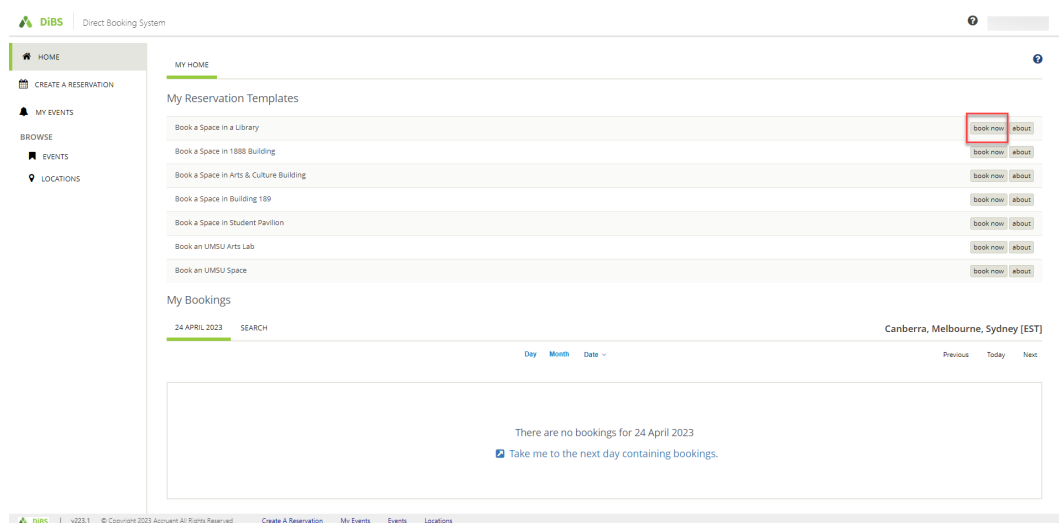 DiBS Direct Booking System
HOME
CREATE A RESERVATION
MY EVENTS
BROWSE
EVENTS
LOCATIONS
MY HOME
My Reservation Templates
Book a Space in a Library book now about
Book a Space in 1888 Building book now about
Book a Space in Arts & Culture Building book now about
Book a Space in Building 189 book now about
Book a Space in Student Pavilion book now about
Book an UMSU Arts Lab book now about
Book an UMSU Space book now about
My Bookings
24 APRIL 2023 SEARCH Canberra, Melbourne, Sydney [EST]
Day Month Date Previous Today Next
There are no bookings for 24 April 2023
Take me to the next day containing bookings.
DiBS | v223.1 © Copyright 2023 Accruent All Rights Reserved Create A Reservation My Events Events Locations